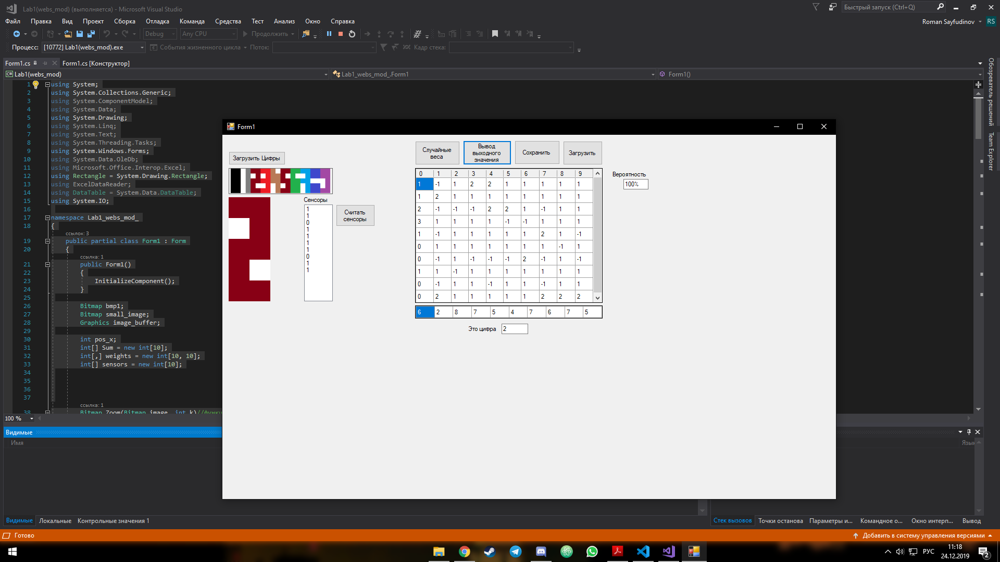 Lab1(webs_mod) (выполняется) - Microsoft Visual Studio
Быстрый запуск (Ctrl+Q)
Файл Правка Вид Проект Сборка Отладка Команда Средства Тест Анализ Окно Справка
Roman Sayfudinov RS
Debug Any CPU Продолжить
Процесс: [10772] Lab1(webs_mod).exe События жизненного цикла Поток: Кадр стека:
Form1.cs Form1.cs [Конструктор]
Lab1(webs_mod) Lab1_webs_mod_.Form1 Form1()
1 using System;
2 using System.Collections.Generic;
3 using System.ComponentModel;
4 using System.Data;
5 using System.Drawing;
6 using System.Linq;
7 using System.Text;
8 using System.Threading.Tasks;
9 using System.Windows.Forms;
10 using System.Data.OleDb;
11 using Microsoft.Office.Interop.Excel;
12 using Rectangle = System.Drawing.Rectangle;
13 using ExcelDataReader;
14 using DataTable = System.Data.DataTable;
15 using System.IO;
16
17 namespace Lab1_webs_mod_
18 {
ссылок: 3
19 public partial class Form1 : Form
20 {
ссылка: 1
21 public Form1()
22 {
23 InitializeComponent();
24 }
25
26 Bitmap bmp1;
27 Bitmap small_image;
28 Graphics image_buffer;
29
30 int pos_x;
31 int[] Sum = new int[10];
32 int[,] weights = new int[10, 10];
33 int[] sensors = new int[10];
34
35
36
37
ссылка: 1
38 Bitmap Zoom(Bitmap image, int k)//функц
100 %
Form1
Загрузить Цифры
Сенсоры
1
1
0
1
1
1
1
0
1
1
Считать
сенсоры
Случайные
веса
Вывод
выходного
значения
Сохранить
Загрузить
0 1 2 3 4 5 6 7 8 9
1 -1 1 2 2 1 1 1 1 1
1 2 1 1 1 1 1 1 1 1
2 -1 -1 -1 2 2 1 -1 1 1
3 1 1 1 1 -1 -1 1 1 1
1 -1 1 1 1 1 1 2 1 -1
0 1 1 1 1 1 1 1 -1 1
0 -1 1 -1 -1 -1 2 -1 1 -1
1 1 -1 1 1 1 1 1 1 1
0 -1 1 1 -1 1 1 -1 1 1
0 2 1 1 1 1 1 2 2 2
6 2 8 7 5 4 7 6 7 5
Это цифра 2
Вероятность
100%
Обозреватель решений
Team Explorer
Видимые
Имя
Язык
Видимые Локальные Контрольные значения 1
Стек вызовов Точки останова Параметры и... Командное о... Окно интерп... Вывод
Готово
Добавить в систему управления версиями
РУС
11:18
24.12.2019
2